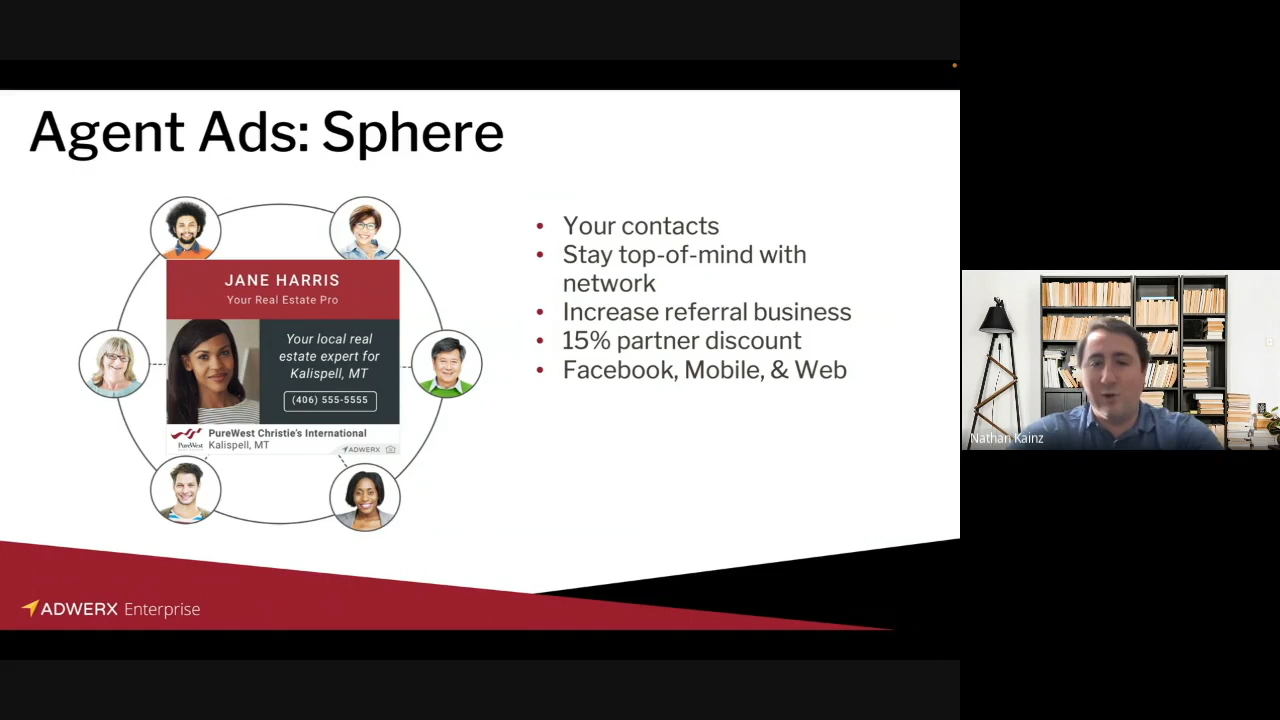 Agent Ads: Sphere
JANE HARRIS
Your Real Estate Pro
Your local real
estate expert for
Kalispell, MT
(406) 555-5555
PureWest
PureWest Christie's International
Kalispell, MT
ADWERX
• Your contacts
• Stay top-of-mind with
network
• Increase referral business
• 15% partner discount
• Facebook, Mobile, & Web
ADWERX Enterprise
Nathan Kainz